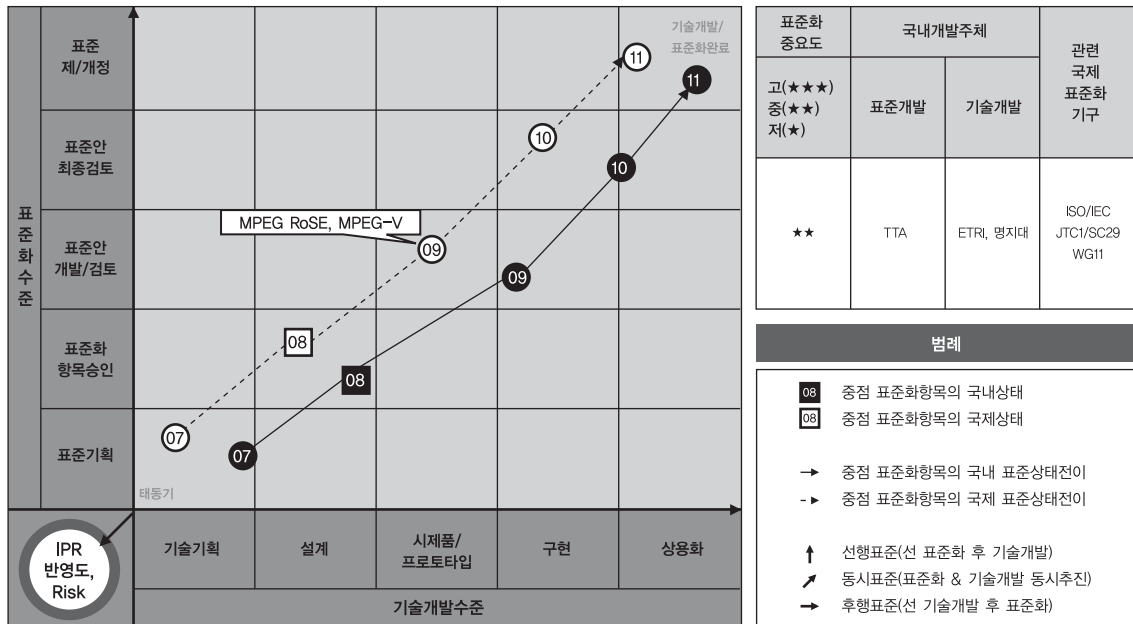 표준
제/개정
표준안
최종검토
표준안
개발/검토
표준화
항목승인
표준기획
표준화수준
기술개발/
표준화완료
11
11
10
10
MPEG RoSE, MPEG-V
09
09
08
08
07
07
태동기
IPR
반영도,
Risk
기술기획
설계
시제품/
프로토타입
구현
상용화
기술개발수준
표준화
중요도
국내개발주체
관련
국제
표준화
기구
고(★★★)
중(★★)
저(★)
표준개발
기술개발
★★
TTA
ETRI, 명지대
ISO/IEC
JTC1/SC29
WG11
범례
08 중점 표준화항목의 국내상태
08 중점 표준화항목의 국제상태
중점 표준화항목의 국내 표준상태전이
중점 표준화항목의 국제 표준상태전이
선행표준(선 표준화 후 기술개발)
동시표준(표준화 & 기술개발 동시추진)
후행표준(선 기술개발 후 표준화)